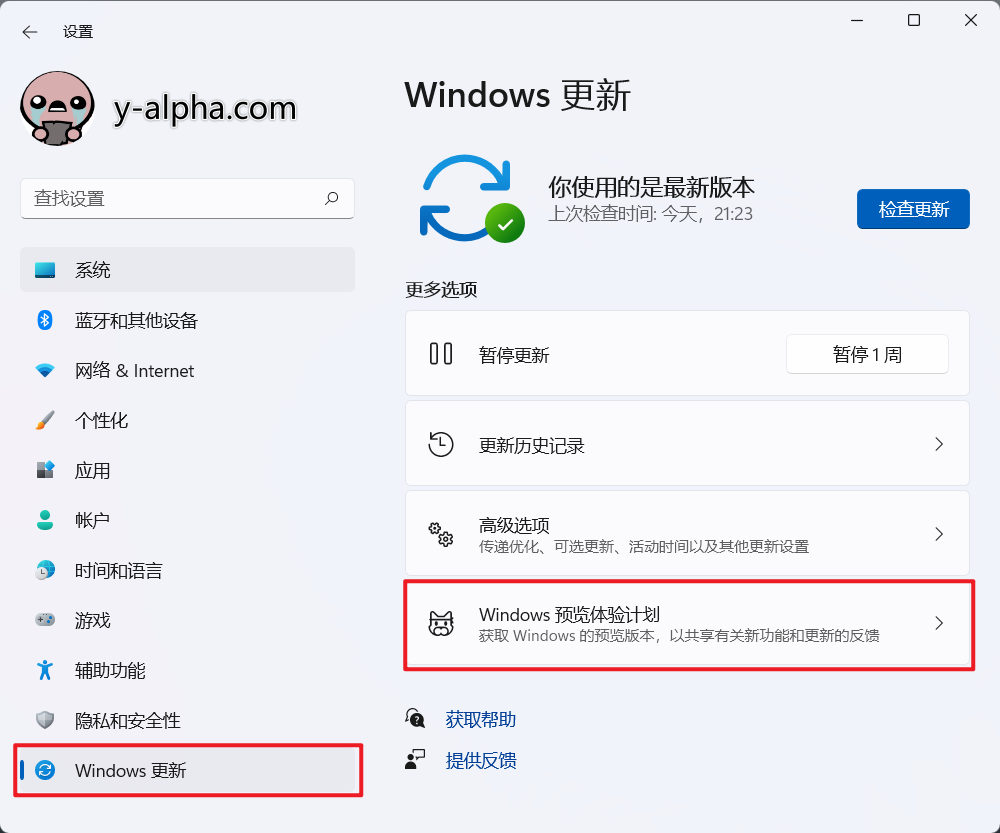 设置
y-alpha.com
查找设置
系统
蓝牙和其他设备
网络 & Internet
个性化
应用
帐户
时间和语言
游戏
辅助功能
隐私和安全性
Windows 更新
Windows 更新
你使用的是最新版本
上次检查时间: 今天，21:23
检查更新
更多选项
暂停更新
暂停 1 周
更新历史记录
高级选项
传递优化、可选更新、活动时间以及其他更新设置
Windows 预览体验计划
获取 Windows 的预览版本，以共享有关新功能和更新的反馈
获取帮助
提供反馈